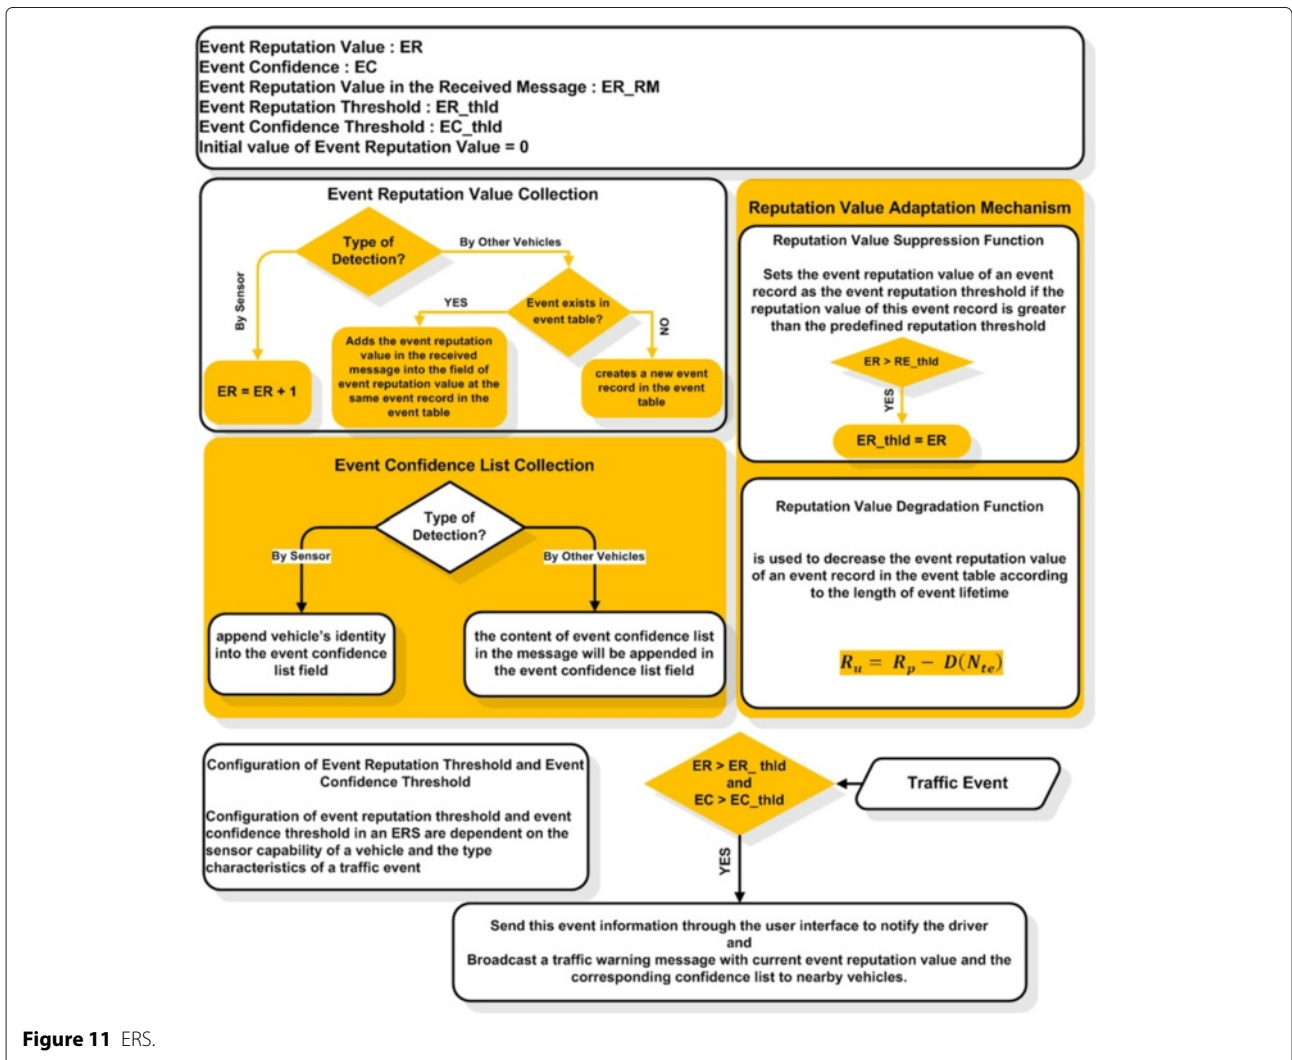 Event Reputation Value : ER
Event Confidence : EC
Event Reputation Value in the Received Message : ER_RM
Event Reputation Threshold : ER_thld
Event Confidence Threshold : EC_thld
Initial value of Event Reputation Value = 0
Event Reputation Value Collection
Type of
Detection?
By Other Vehicles
By Sensor
YES
Event exists in
event table?
NO
ER = ER + 1
Adds the event reputation
value in the received
message into the field of
event reputation value at the
same event record in the
event table
creates a new event
record in the event
table
Reputation Value Adaptation Mechanism
Reputation Value Suppression Function
Sets the event reputation value of an event
record as the event reputation threshold if the
reputation value of this event record is greater
than the predefined reputation threshold
ER > RE_thld
YES
ER_thld = ER
Event Confidence List Collection
Type of
Detection?
By Sensor
By Other Vehicles
append vehicle's identity
into the event confidence
list field
the content of event confidence list
in the message will be appended in
the event confidence list field
Reputation Value Degradation Function
is used to decrease the event reputation value
of an event record in the event table according
to the length of event lifetime
R_u = R_p − D(N_te)
Configuration of Event Reputation Threshold and Event
Confidence Threshold
Configuration of event reputation threshold and event
confidence threshold in an ERS are dependent on the
sensor capability of a vehicle and the type
characteristics of a traffic event
ER > ER_ thld
and
EC > EC_thld
Traffic Event
YES
Send this event information through the user interface to notify the driver
and
Broadcast a traffic warning message with current event reputation value and the
corresponding confidence list to nearby vehicles.
Figure 11 ERS.